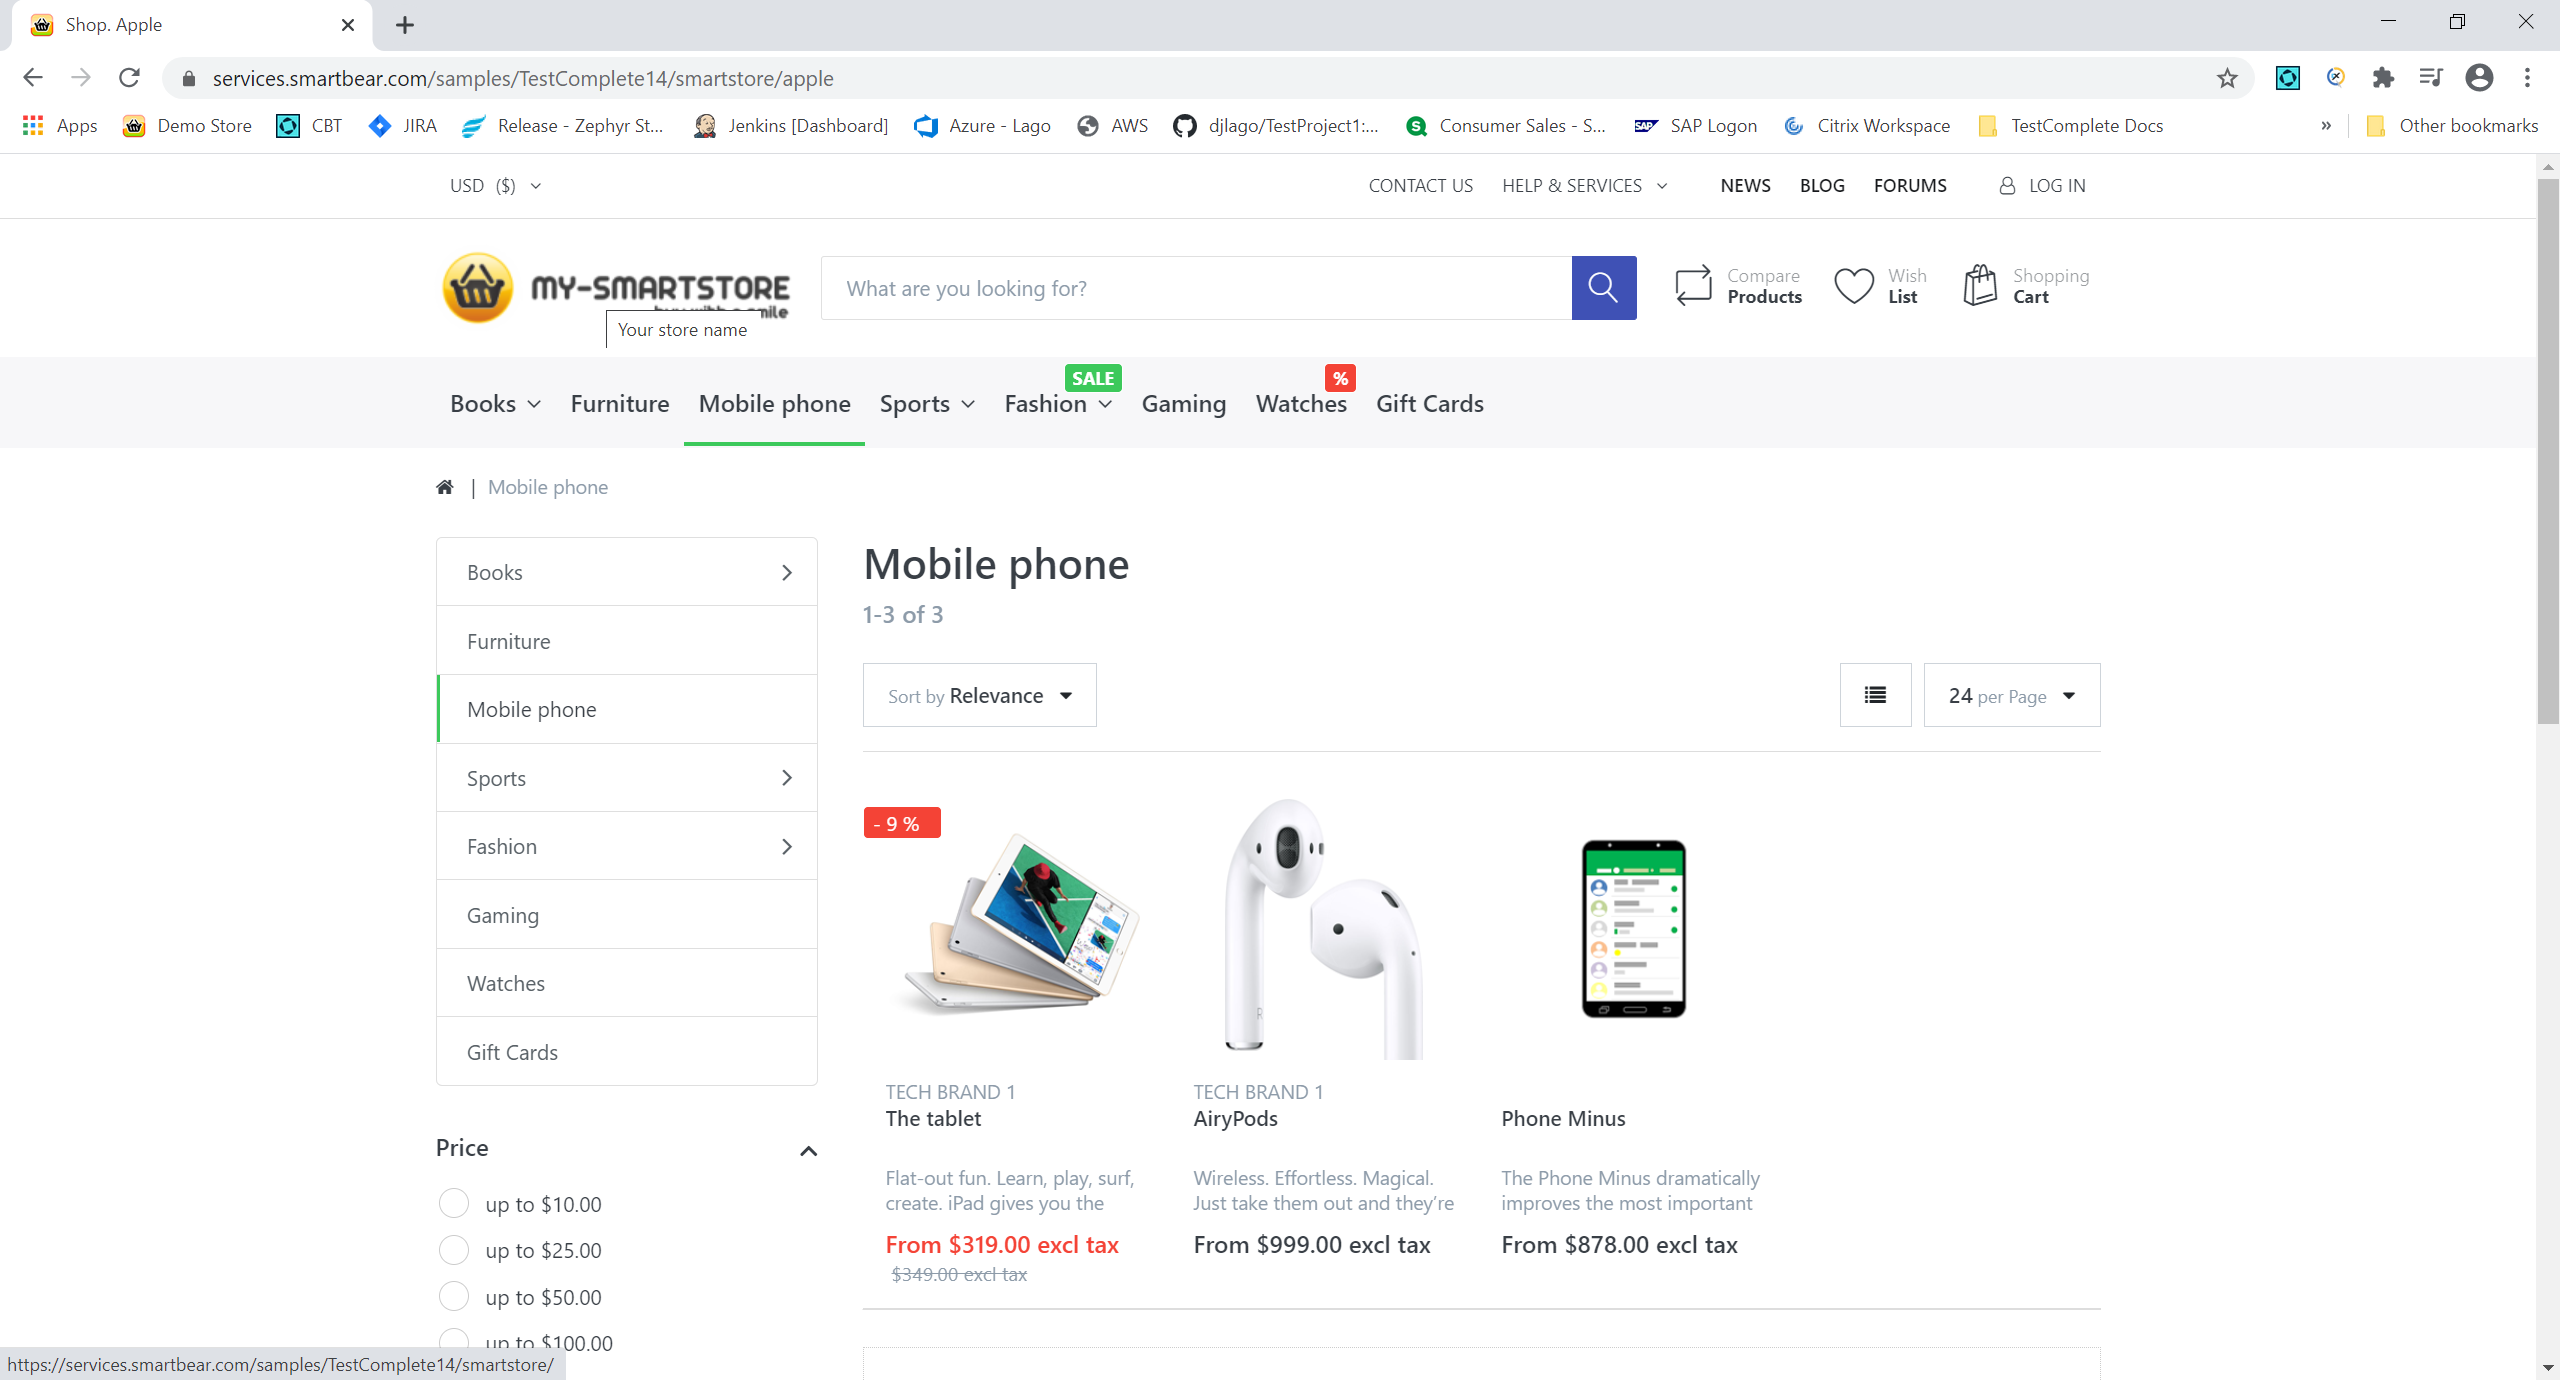 Shop. Apple
services.smartbear.com/samples/TestComplete14/smartstore/apple
Apps Demo Store CBT JIRA Release - Zephyr St... Jenkins [Dashboard] Azure - Lago AWS djlago/TestProject1:... Consumer Sales - S... SAP SAP Logon Citrix Workspace TestComplete Docs » Other bookmarks
USD ($) CONTACT US HELP & SERVICES NEWS BLOG FORUMS LOG IN
MY-SMARTSTORE
Your store name
What are you looking for?
Compare
Products
Wish
List
Shopping
Cart
SALE %
Books Furniture Mobile phone Sports Fashion Gaming Watches Gift Cards
| Mobile phone
Books
Furniture
Mobile phone
Sports
Fashion
Gaming
Watches
Gift Cards
Price
up to $10.00
up to $25.00
up to $50.00
up to $100.00
Mobile phone
1-3 of 3
Sort by Relevance
24 per Page
- 9 %
TECH BRAND 1
The tablet
Flat-out fun. Learn, play, surf,
create. iPad gives you the
From $319.00 excl tax
$349.00 excl tax
TECH BRAND 1
AiryPods
Wireless. Effortless. Magical.
Just take them out and they’re
From $999.00 excl tax
Phone Minus
The Phone Minus dramatically
improves the most important
From $878.00 excl tax
https://services.smartbear.com/samples/TestComplete14/smartstore/